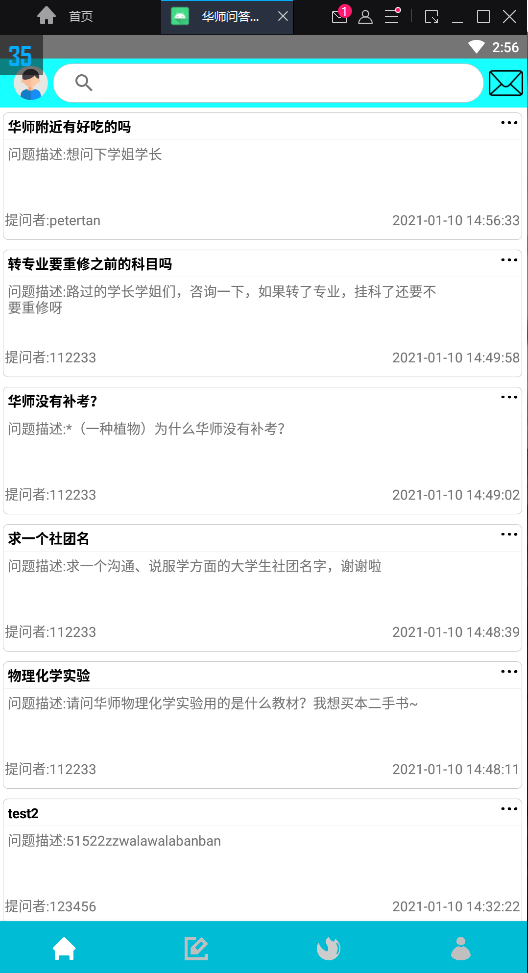 首页
华师问答...
1
35
2:56
华师附近有好吃的吗
问题描述:想问下学姐学长
提问者:petertan
2021-01-10 14:56:33
转专业要重修之前的科目吗
问题描述:路过的学长学姐们，咨询一下，如果转了专业，挂科了还要不
要重修呀
提问者:112233
2021-01-10 14:49:58
华师没有补考?
问题描述:*（一种植物）为什么华师没有补考?
提问者:112233
2021-01-10 14:49:02
求一个社团名
问题描述:求一个沟通、说服学方面的大学生社团名字，谢谢啦
提问者:112233
2021-01-10 14:48:39
物理化学实验
问题描述:请问华师物理化学实验用的是什么教材？我想买本二手书~
提问者:112233
2021-01-10 14:48:11
test2
问题描述:51522zzwalawalabanban
提问者:123456
2021-01-10 14:32:22